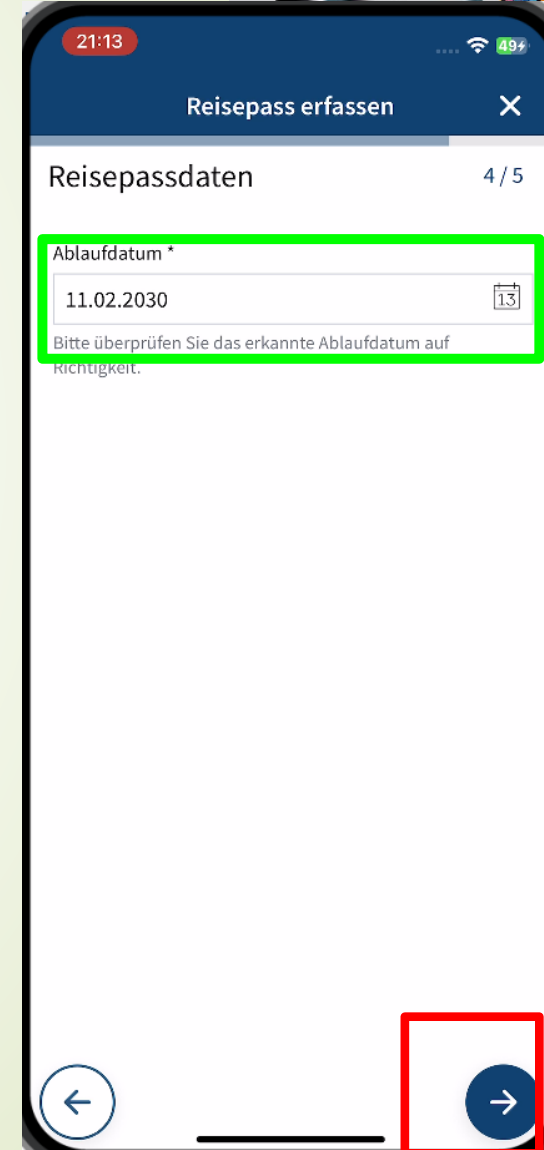 21:13
49
Reisepass erfassen
Reisepassdaten
4 / 5
Ablaufdatum *
11.02.2030
13
Bitte überprüfen Sie das erkannte Ablaufdatum auf
Richtigkeit.